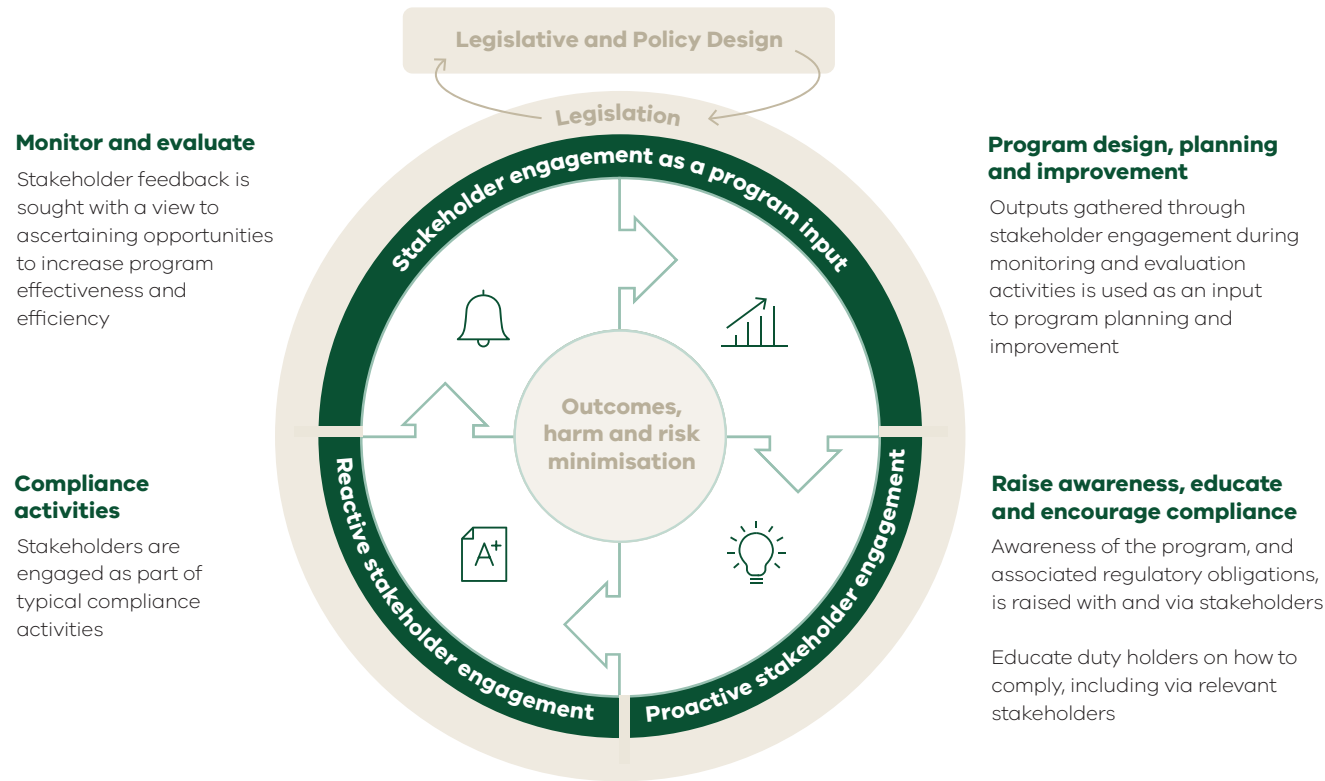 Legislative and Policy Design
Legislation
Stakeholder engagement as a program input
Monitor and evaluate
Stakeholder feedback is
sought with a view to
ascertaining opportunities
to increase program
effectiveness and
efficiency
Program design, planning
and improvement
Outputs gathered through
stakeholder engagement during
monitoring and evaluation
activities is used as an input
to program planning and
improvement
Outcomes,
harm and risk
minimisation
Compliance
activities
Stakeholders are
engaged as part of
typical compliance
activities
A+
Reactive stakeholder engagement
Proactive stakeholder engagement
Raise awareness, educate
and encourage compliance
Awareness of the program, and
associated regulatory obligations,
is raised with and via stakeholders
Educate duty holders on how to
comply, including via relevant
stakeholders